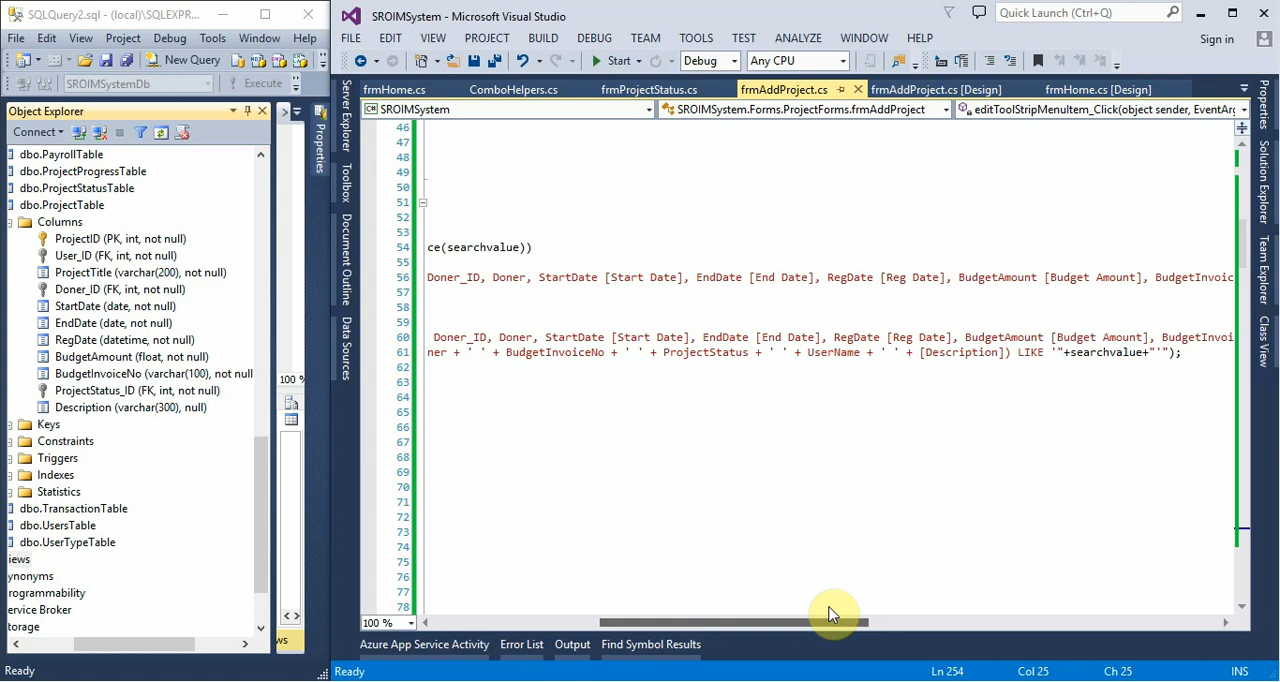 SQLQuery2.sql - (local)\SQLEXPR...
File Edit View Project Debug Tools Window Help
New Query
SROIMSystemDb
Execute
Object Explorer
Connect
dbo.PayrollTable
dbo.ProjectProgressTable
dbo.ProjectStatusTable
dbo.ProjectTable
Columns
ProjectID (PK, int, not null)
User_ID (FK, int, not null)
ProjectTitle (varchar(200), not null)
Doner_ID (FK, int, not null)
StartDate (date, not null)
EndDate (date, not null)
RegDate (datetime, not null)
BudgetAmount (float, not null)
BudgetInvoiceNo (varchar(100), not null
ProjectStatus_ID (FK, int, not null)
Description (varchar(300), null)
Keys
Constraints
Triggers
Indexes
Statistics
dbo.TransactionTable
dbo.UsersTable
dbo.UserTypeTable
iews
ynonyms
rogrammability
ervice Broker
torage
Ready
Properties
100 %
ws
SROIMSystem - Microsoft Visual Studio
Quick Launch (Ctrl+Q)
FILE EDIT VIEW PROJECT BUILD DEBUG TEAM TOOLS TEST ANALYZE WINDOW HELP
Sign in
Start
Debug
Any CPU
Server Explorer
Toolbox
Document Outline
Data Sources
frmHome.cs ComboHelpers.cs frmProjectStatus.cs frmAddProject.cs frmAddProject.cs [Design] frmHome.cs [Design]
SROIMSystem
SROIMSystem.Forms.ProjectForms.frmAddProject
editToolStripMenuItem_Click(object sender, EventArg
46
47
48
49
50
51
52
53
54 ce(searchvalue))
55
56 Doner_ID, Doner, StartDate [Start Date], EndDate [End Date], RegDate [Reg Date], BudgetAmount [Budget Amount], BudgetInvoic
57
58
59
60 Doner_ID, Doner, StartDate [Start Date], EndDate [End Date], RegDate [Reg Date], BudgetAmount [Budget Amount], BudgetInvoi
61 ner + ' ' + BudgetInvoiceNo + ' ' + ProjectStatus + ' ' + UserName + ' ' + [Description]) LIKE '"+searchvalue+"'");
62
63
64
65
66
67
68
69
70
71
72
73
74
75
76
77
78
100 %
Properties
Solution Explorer
Team Explorer
Class View
Azure App Service Activity Error List Output Find Symbol Results
Ready
Ln 254 Col 25 Ch 25 INS